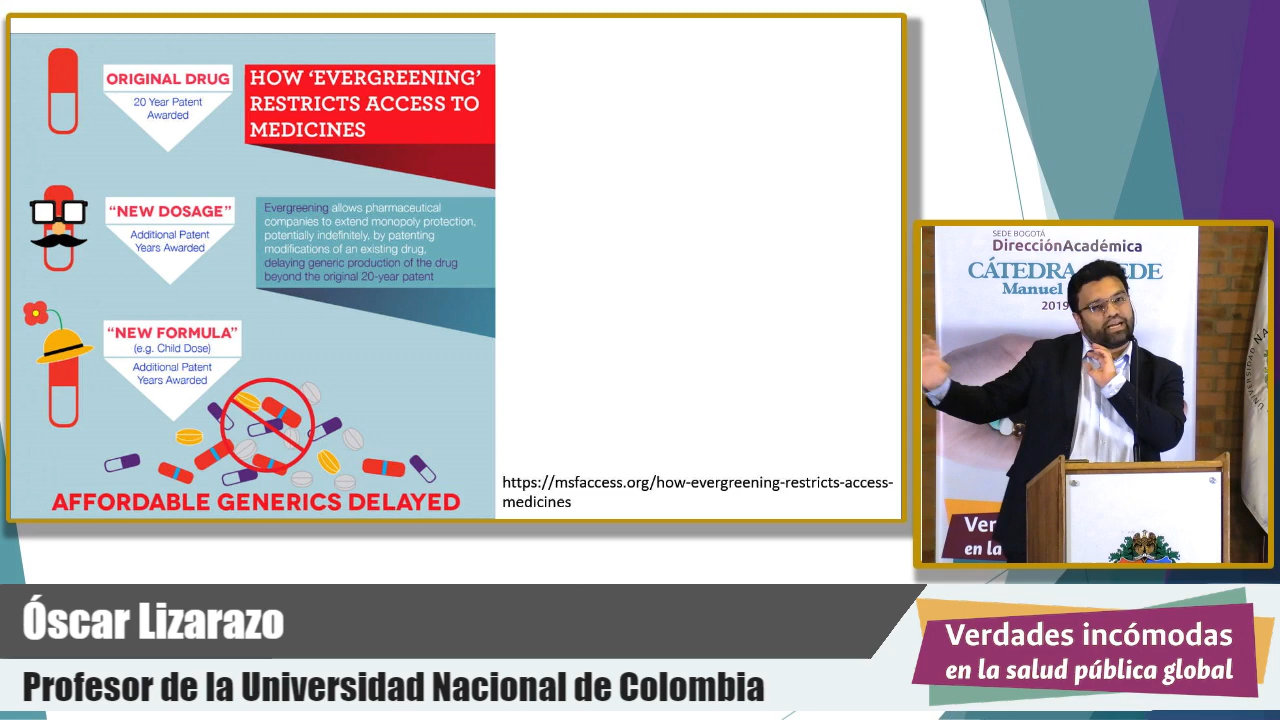 ORIGINAL DRUG
20 Year Patent
Awarded
HOW ‘EVERGREENING’
RESTRICTS ACCESS TO
MEDICINES
“NEW DOSAGE”
Additional Patent
Years Awarded
Evergreening allows pharmaceutical
companies to extend monopoly protection,
potentially indefinitely, by patenting
modifications of an existing drug,
delaying generic production of the drug
beyond the original 20-year patent
“NEW FORMULA”
(e.g. Child Dose)
Additional Patent
Years Awarded
AFFORDABLE GENERICS DELAYED
https://msfaccess.org/how-evergreening-restricts-access-
medicines
SEDE BOGOTÁ
DirecciónAcadémica
CÁTEDRA
EDE
Manuel
2019
Ver
en la
Óscar Lizarazo
Profesor de la Universidad Nacional de Colombia
Verdades incómodas
en la salud pública global